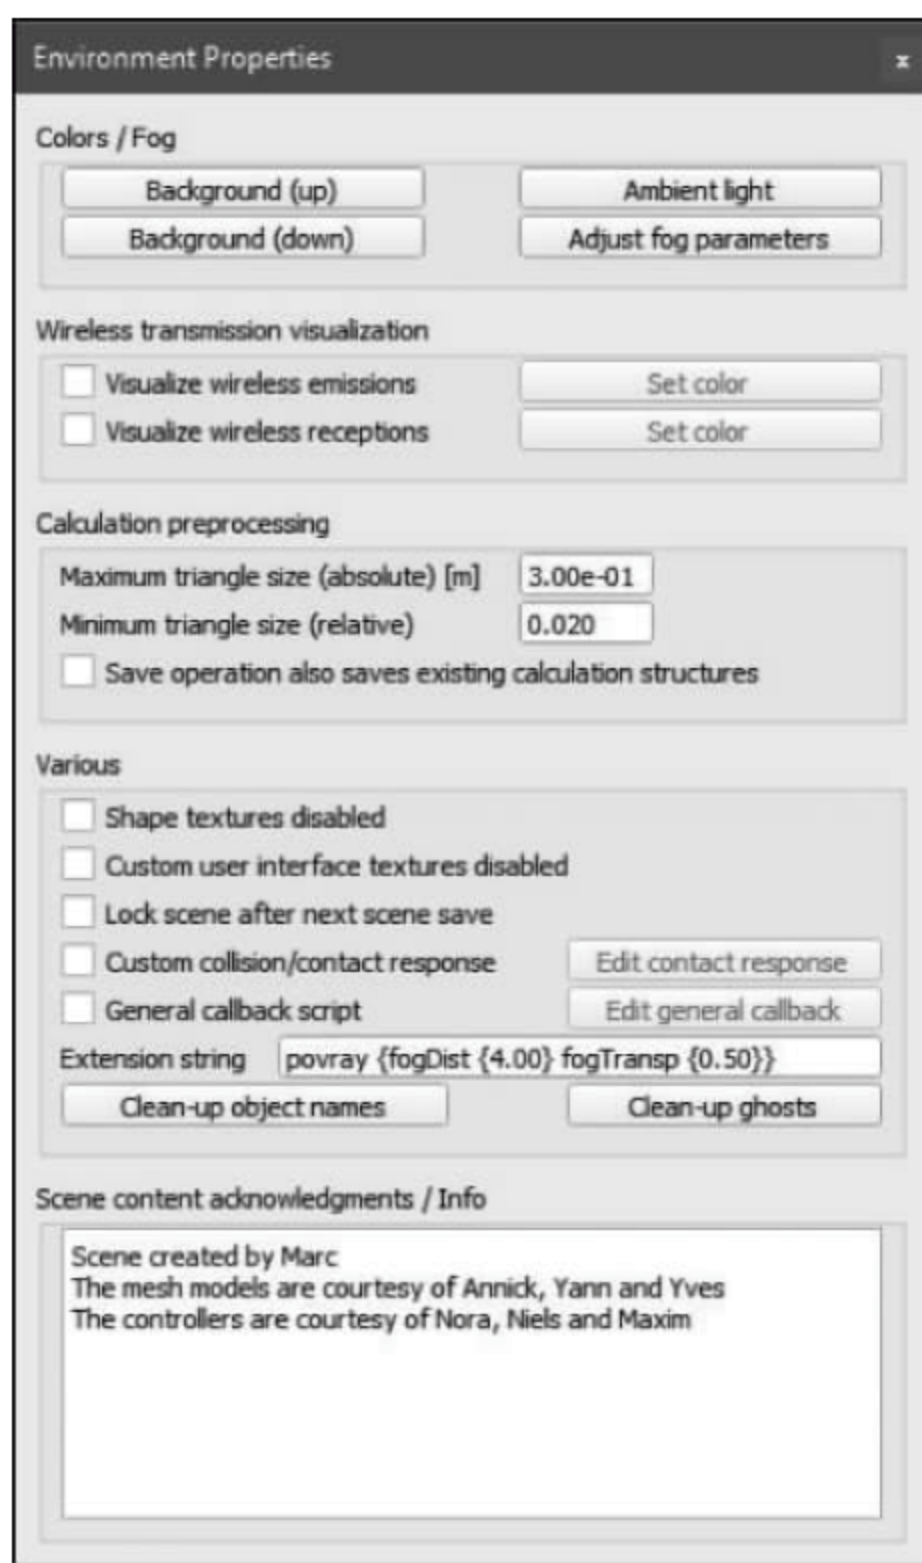 Environment Properties x
Colors / Fog
Background (up) Ambient light
Background (down) Adjust fog parameters
Wireless transmission visualization
Visualize wireless emissions Set color
Visualize wireless receptions Set color
Calculation preprocessing
Maximum triangle size (absolute) [m] 3.00e-01
Minimum triangle size (relative) 0.020
Save operation also saves existing calculation structures
Various
Shape textures disabled
Custom user interface textures disabled
Lock scene after next scene save
Custom collision/contact response Edit contact response
General callback script Edit general callback
Extension string povray {fogDist {4.00} fogTransp {0.50}}
Clean-up object names Clean-up ghosts
Scene content acknowledgments / Info
Scene created by Marc
The mesh models are courtesy of Annick, Yann and Yves
The controllers are courtesy of Nora, Niels and Maxim